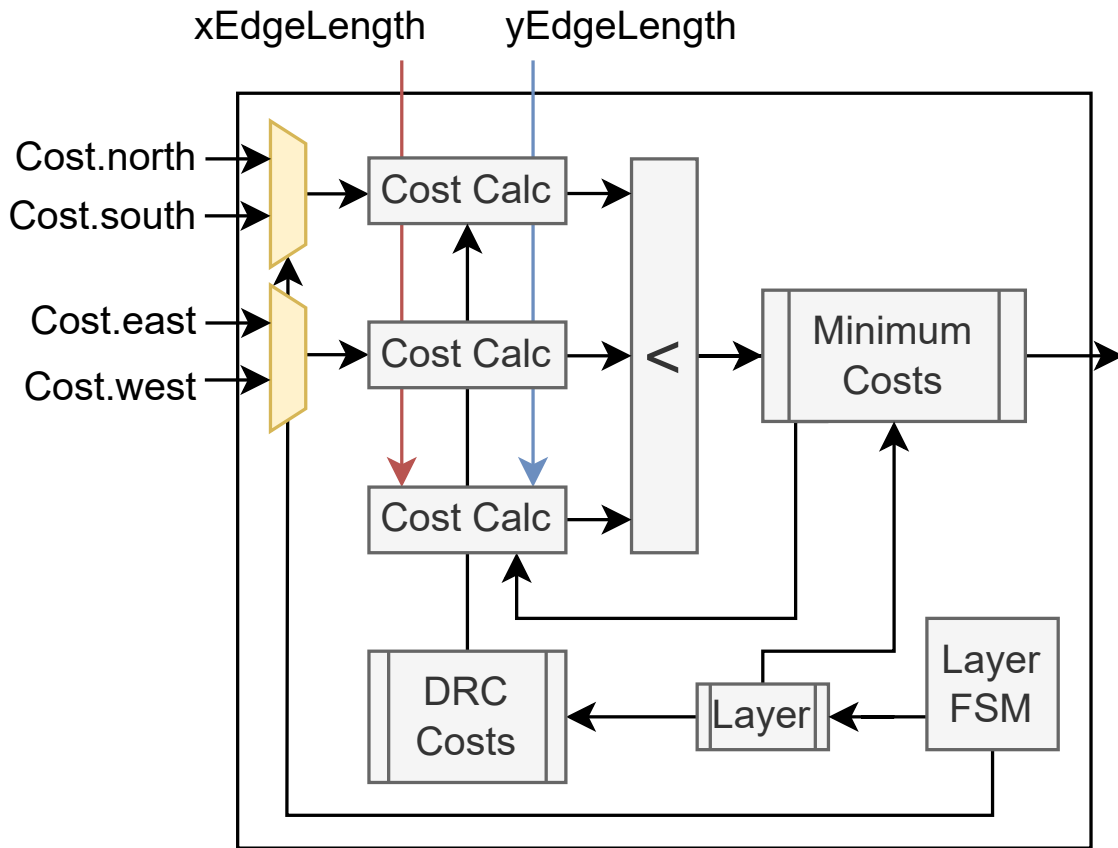 xEdgeLength
yEdgeLength
Cost.north
Cost.south
Cost.east
Cost.west
Cost Calc
Cost Calc
Cost Calc
<
Minimum
Costs
DRC
Costs
Layer
Layer
FSM